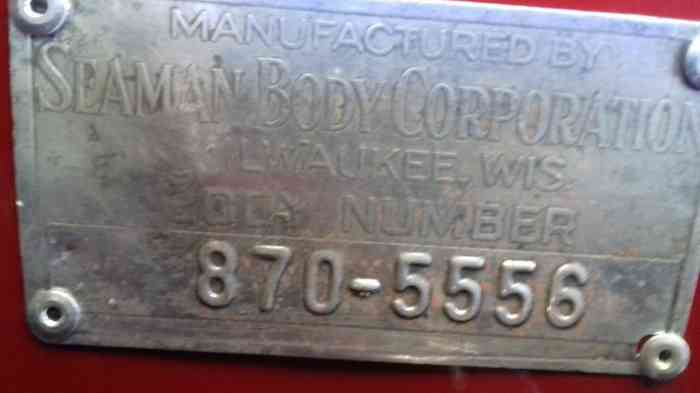 MANUFACTURED BY
SEAMAN BODY CORPORATION
MILWAUKEE, WIS.
BODY NUMBER
870-5556